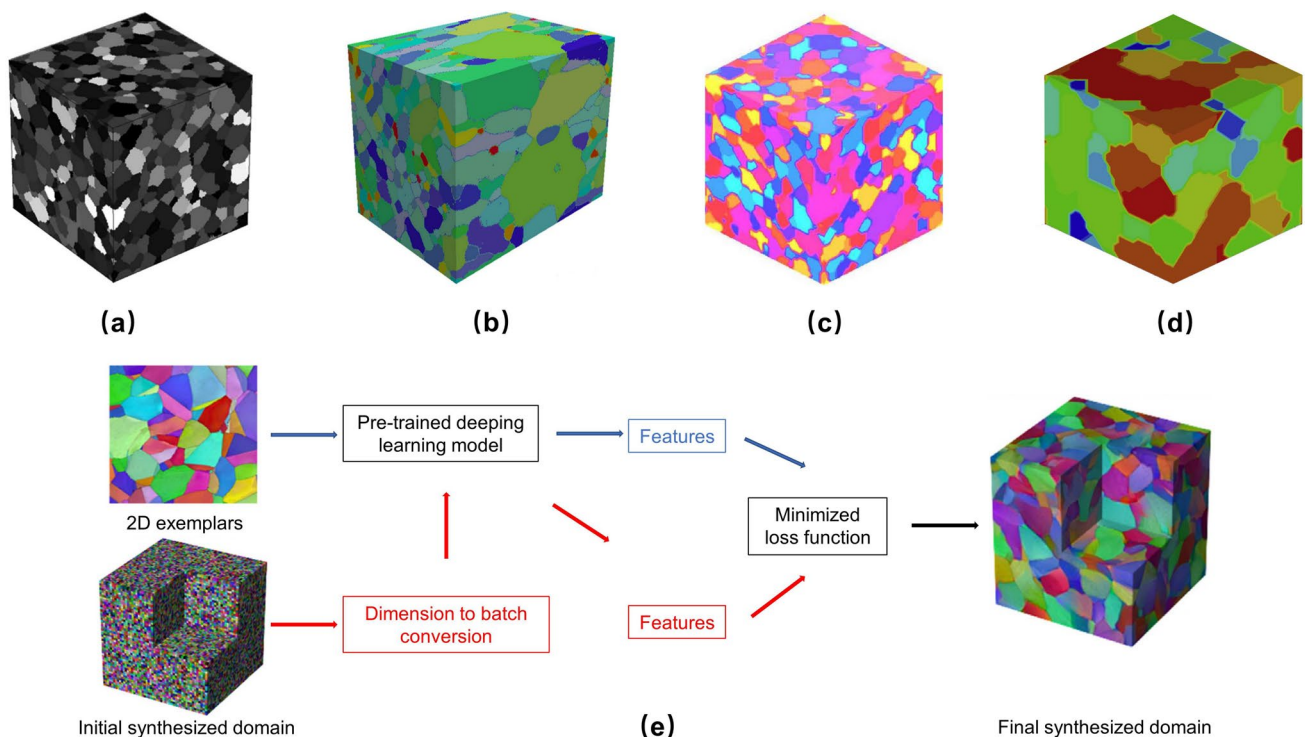 (a)
(b)
(c)
(d)
Pre-trained deeping
learning model
Features
2D exemplars
Minimized
loss function
Dimension to batch
conversion
Features
Initial synthesized domain
(e)
Final synthesized domain